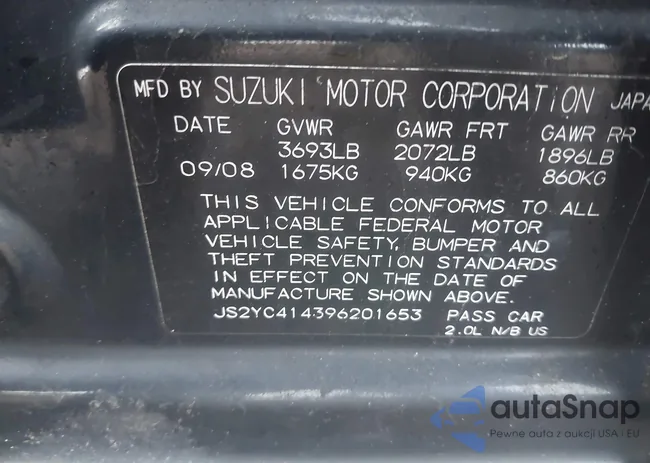 MFD BY SUZUKI MOTOR CORPORATION JAPA
DATE GVWR GAWR FRT GAWR RR
3693LB 2072LB 1896LB
09/08 1675KG 940KG 860KG
THIS VEHICLE CONFORMS TO ALL
APPLICABLE FEDERAL MOTOR
VEHICLE SAFETY, BUMPER AND
THEFT PREVENTION STANDARDS
IN EFFECT ON THE DATE OF
MANUFACTURE SHOWN ABOVE.
JS2YC414396201653 PASS CAR
2.0L N/B US
autaSnap
Pewne auta z aukcji USA i EU